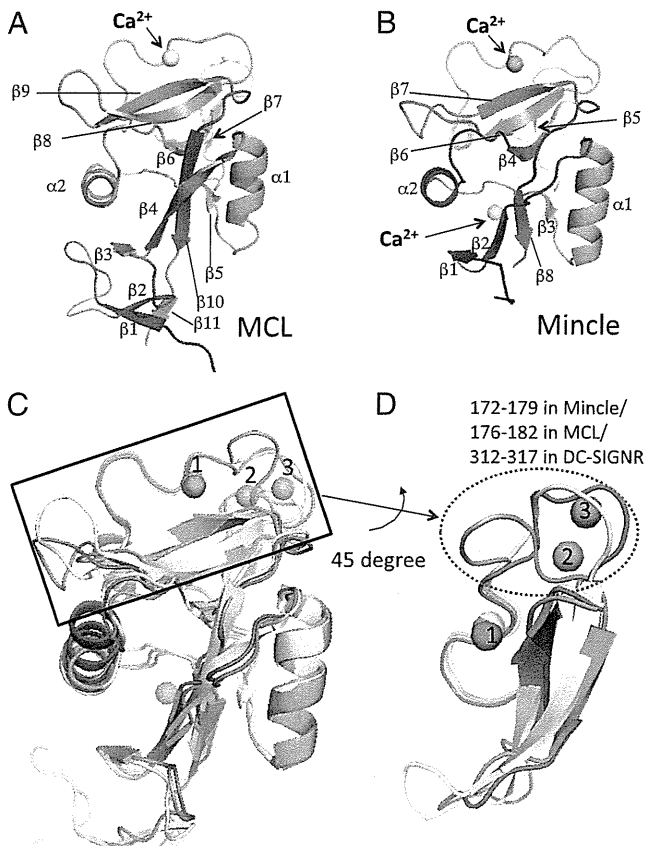 A
Ca²⁺
β9
β8
β7
β6
α2
α1
β4
β3
β5
β2
β10
β1
β11
MCL
B
Ca²⁺
β7
β5
β6
β4
α2
α1
Ca²⁺
β3
β2
β1
β8
Mincle
C
1
2
3
45 degree
D
172-179 in Mincle/
176-182 in MCL/
312-317 in DC-SIGNR
3
2
1